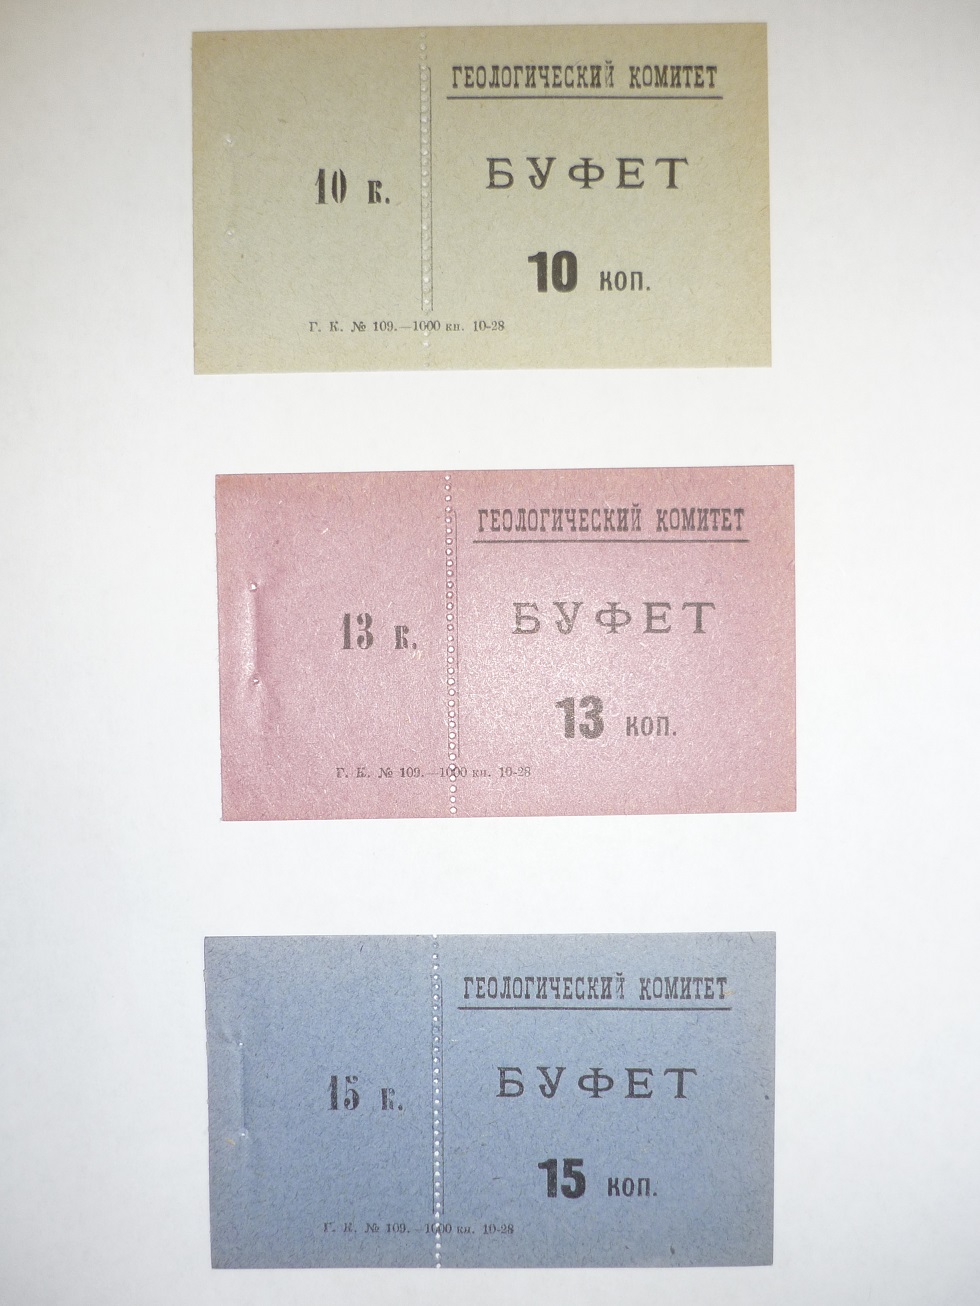 ГЕОЛОГИЧЕСКИЙ КОМИТЕТ
БУФЕТ
10 к.
10 коп.
Г. К. № 109.—1000 кн. 10-28
ГЕОЛОГИЧЕСКИЙ КОМИТЕТ
БУФЕТ
13 к.
13 коп.
Г. К. № 109.—1000 кн. 10-28
ГЕОЛОГИЧЕСКИЙ КОМИТЕТ
БУФЕТ
15 к.
15 коп.
Г. К. № 109.—1000 кн. 10-28